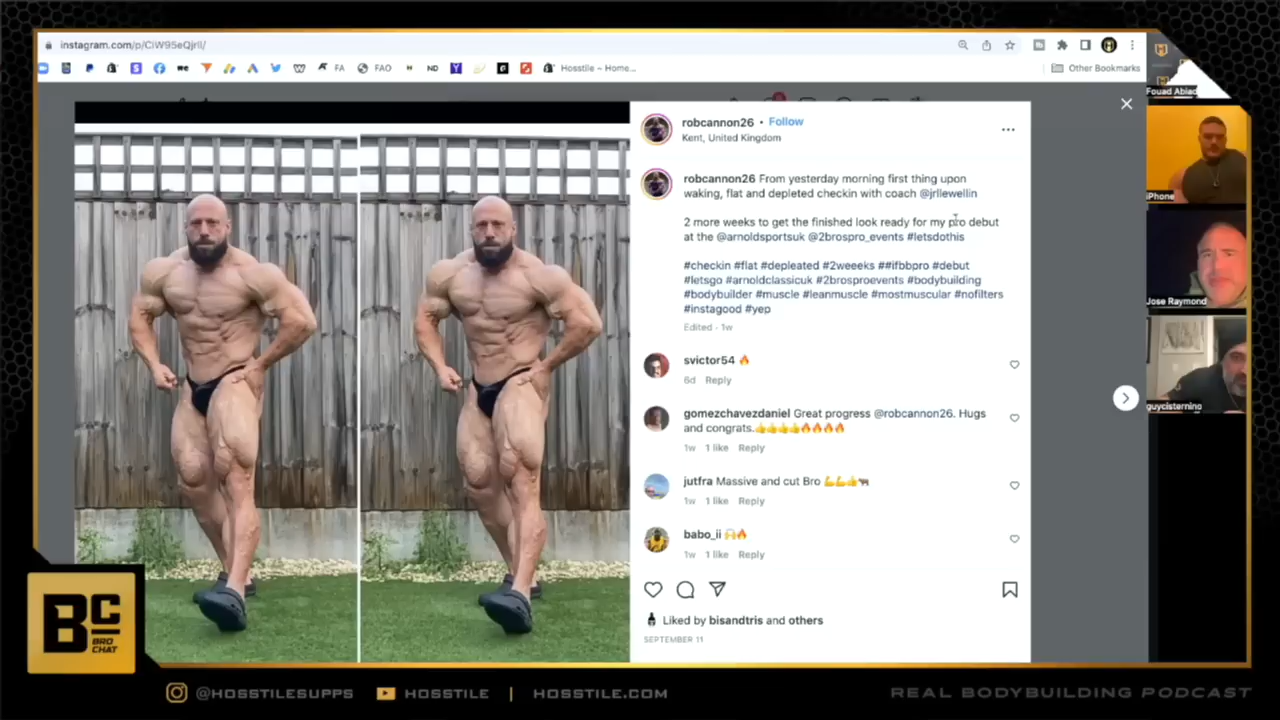 instagram.com/p/CiW95eQjrlI/
FA
FAO
ND
Hosstile ~ Home...
Other Bookmarks
robcannon26 • Follow
Kent, United Kingdom
robcannon26 From yesterday morning first thing upon
waking, flat and depleted checkin with coach @jrllewellin
2 more weeks to get the finished look ready for my pro debut
at the @arnoldsportsuk @2brospro_events #letsdothis
#checkin #flat #depleated #2weeeks ##ifbbpro #debut
#letsgo #arnoldclassicuk #2brosproevents #bodybuilding
#bodybuilder #muscle #leanmuscle #mostmuscular #nofilters
#instagood #yep
Edited · 1w
svictor54 🔥
6d Reply
gomezchavezdaniel Great progress @robcannon26. Hugs
and congrats.👍👍👍👍🔥🔥🔥🔥
1w 1 like Reply
jutfra Massive and cut Bro 💪💪👍🐂
1w 1 like Reply
babo_ii 🙌🔥
1w 1 like Reply
Liked by bisandtris and others
SEPTEMBER 11
Fouad Abiad
iPhone
Jose Raymond
guycisternino
BC
BRO
CHAT
@HOSSTILESUPPS HOSSTILE | HOSSTILE.COM
REAL BODYBUILDING PODCAST